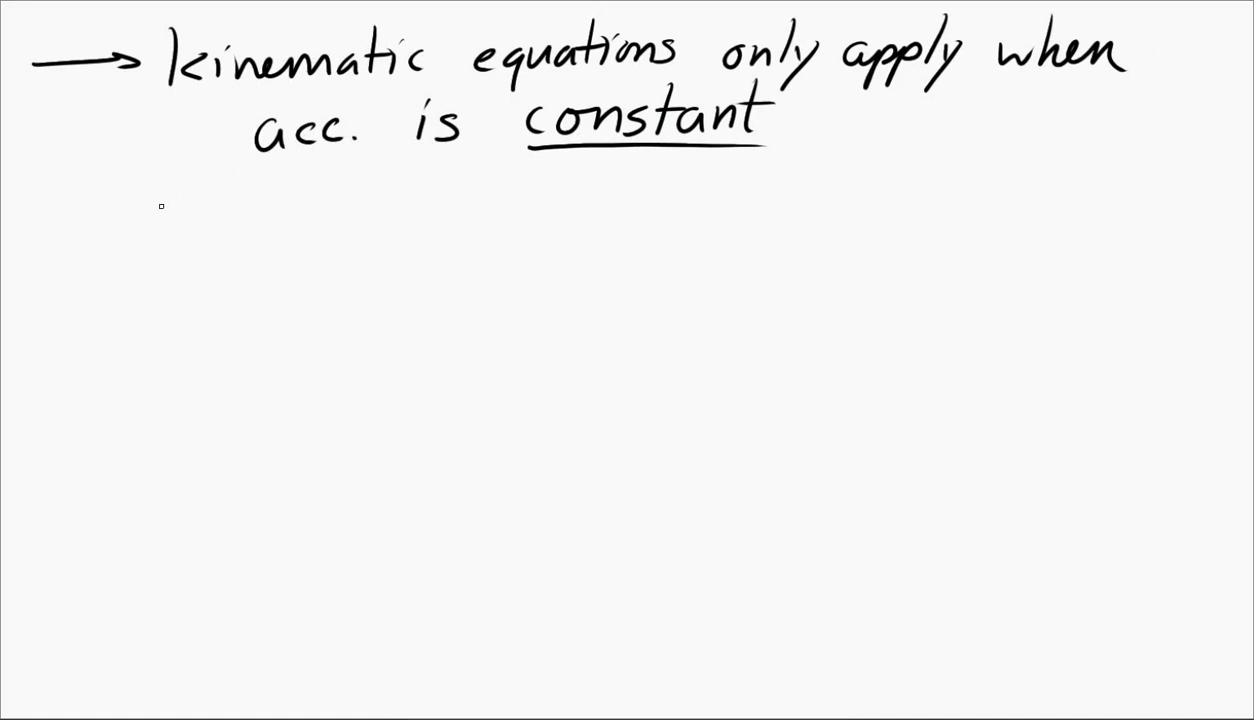 → kinematic equations only apply when
acc. is constant